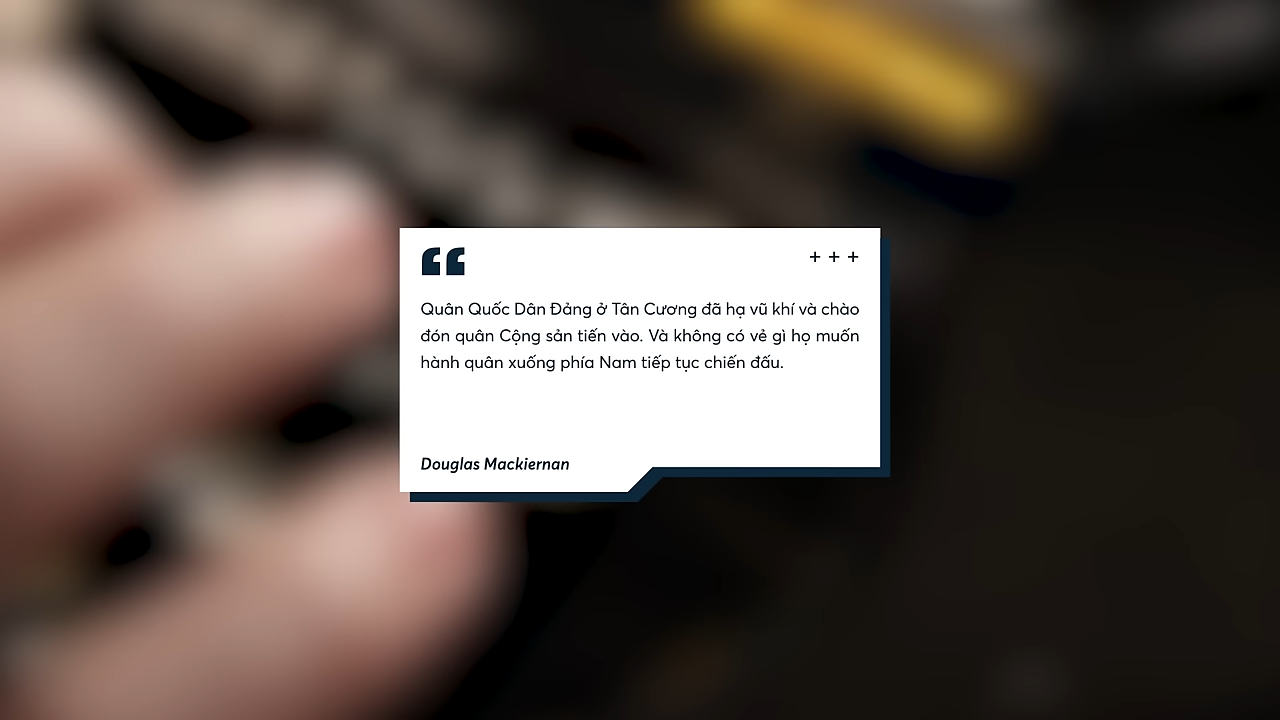 “
+ + +
Quân Quốc Dân Đảng ở Tân Cương đã hạ vũ khí và chào
đón quân Cộng sản tiến vào. Và không có vẻ gì họ muốn
hành quân xuống phía Nam tiếp tục chiến đấu.
Douglas Mackiernan